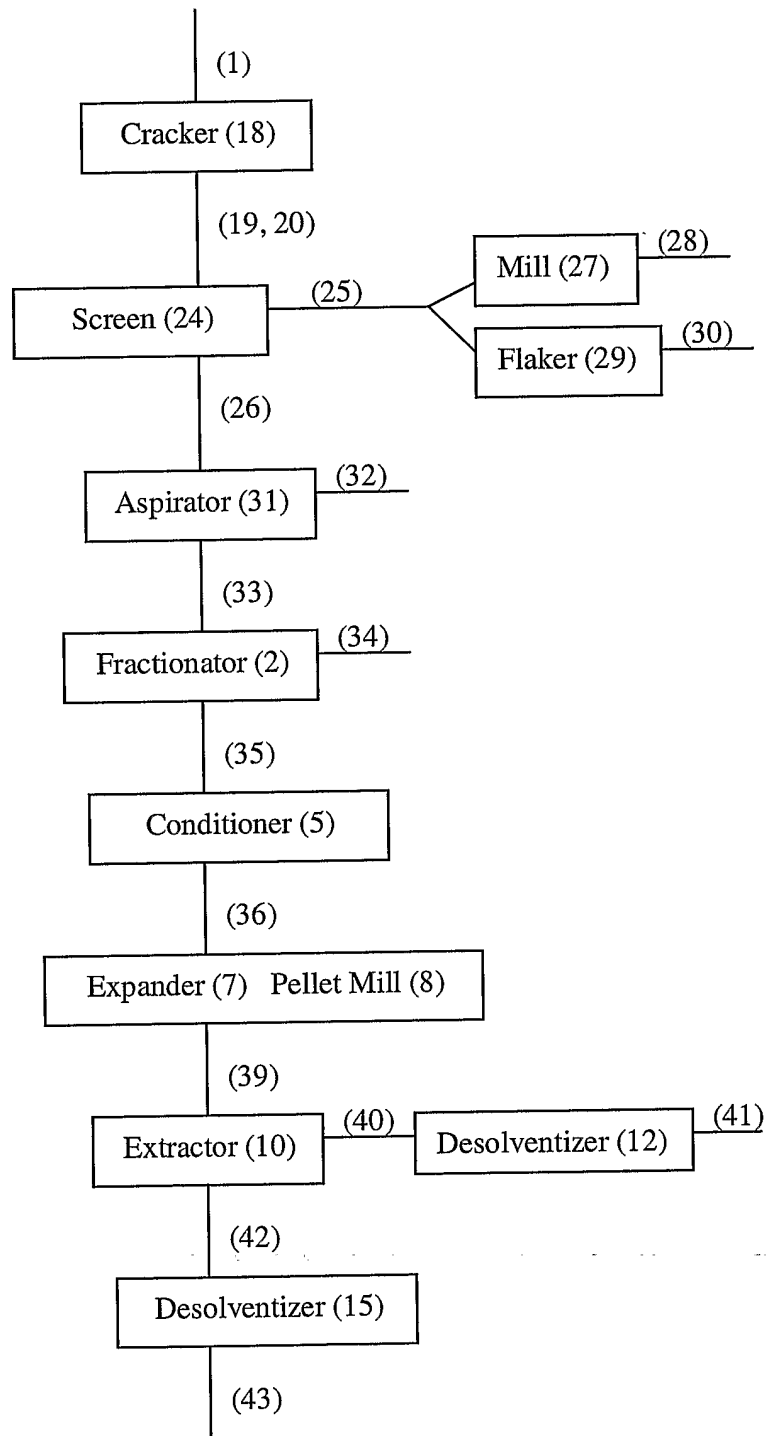 (1)
Cracker (18)
(19, 20)
Screen (24)
(25)
Mill (27)
(28)
Flaker (29)
(30)
(26)
Aspirator (31)
(32)
(33)
Fractionator (2)
(34)
(35)
Conditioner (5)
(36)
Expander (7) Pellet Mill (8)
(39)
Extractor (10)
(40)
Desolventizer (12)
(41)
(42)
Desolventizer (15)
(43)